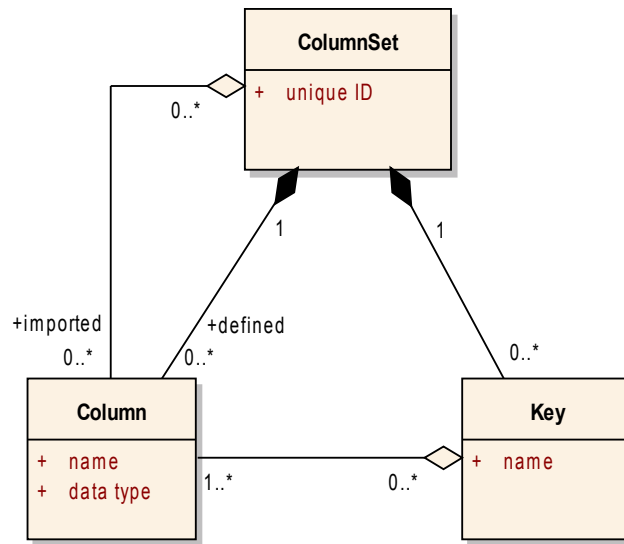 ColumnSet
+ unique ID
0..*
1
1
+imported
+defined
0..*
0..*
0..*
Column
+ name
+ data type
Key
+ name
1..*
0..*